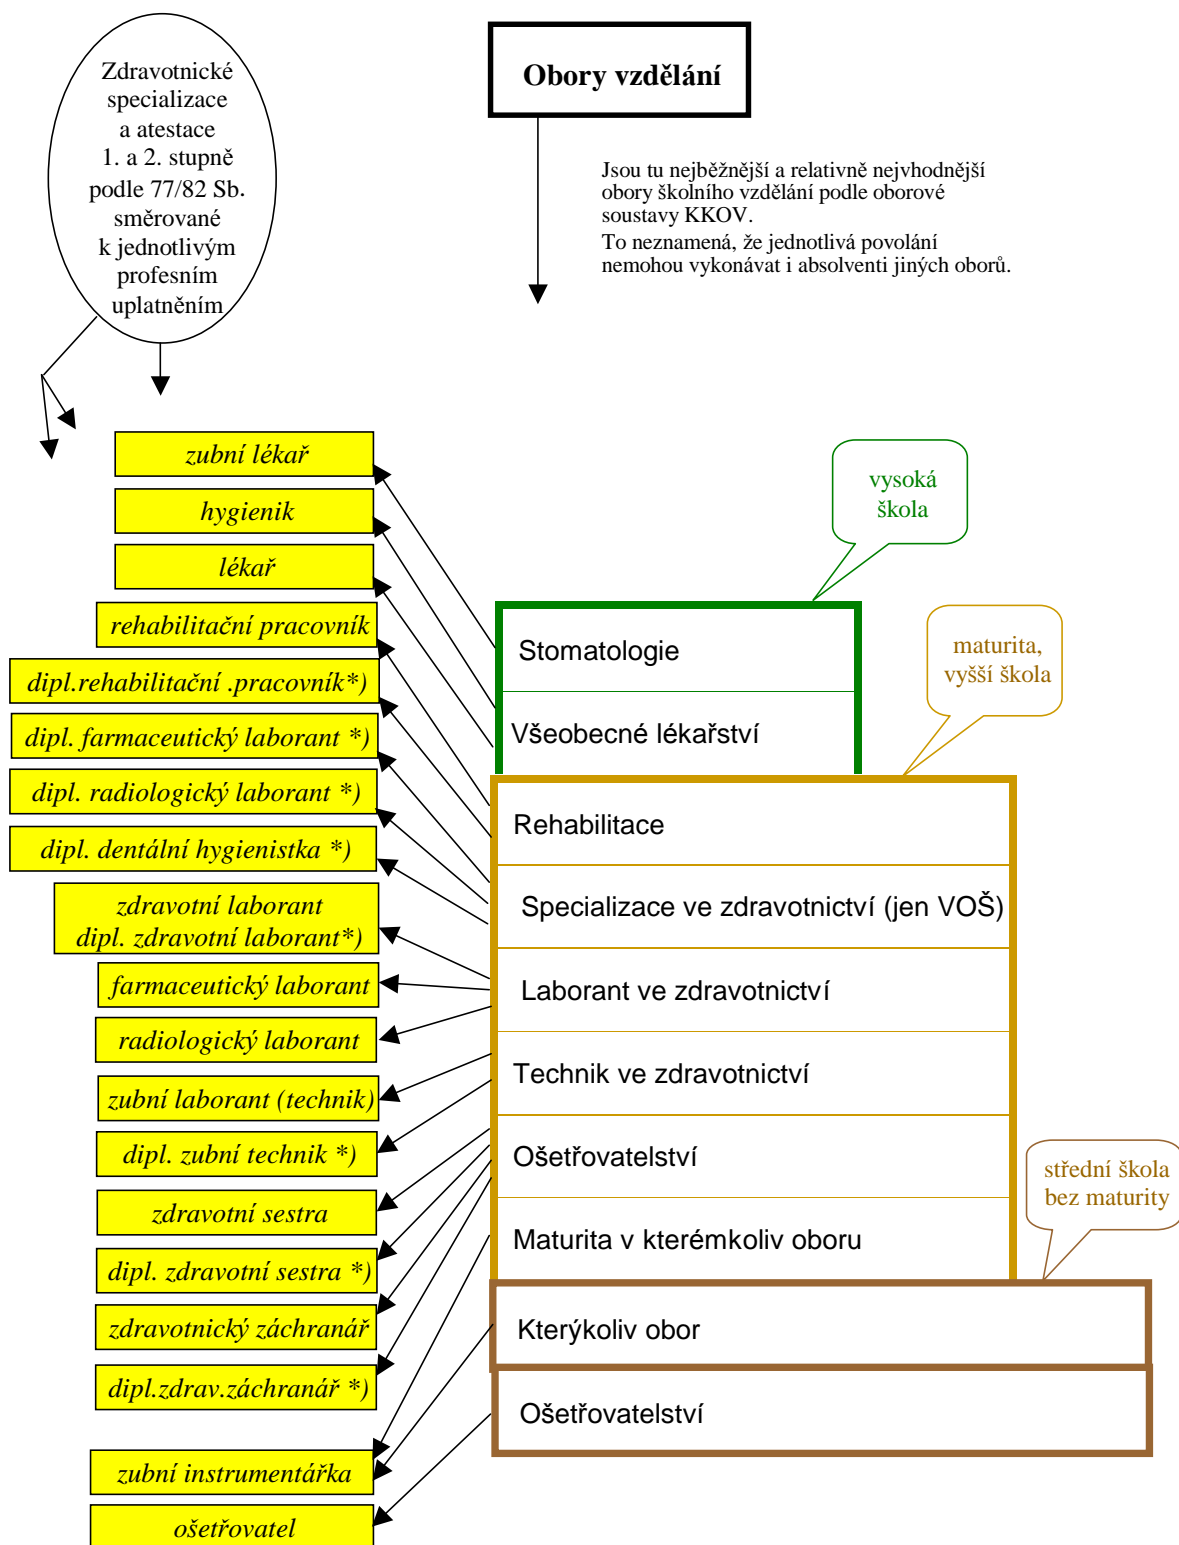 Zdravotnické
specializace
a atestace
1. a 2. stupně
podle 77/82 Sb.
směrované
k jednotlivým
profesním
uplatněním
Obory vzdělání
Jsou tu nejběžnější a relativně nejvhodnější
obory školního vzdělání podle oborové
soustavy KKOV.
To neznamená, že jednotlivá povolání
nemohou vykonávat i absolventi jiných oborů.
zubní lékař
hygienik
lékař
rehabilitační pracovník
dipl.rehabilitační .pracovník*)
dipl. farmaceutický laborant *)
dipl. radiologický laborant *)
dipl. dentální hygienistka *)
zdravotní laborant
dipl. zdravotní laborant*)
farmaceutický laborant
radiologický laborant
zubní laborant (technik)
dipl. zubní technik *)
zdravotní sestra
dipl. zdravotní sestra *)
zdravotnický záchranář
dipl.zdrav.záchranář *)
zubní instrumentářka
ošetřovatel
vysoká
škola
Stomatologie
Všeobecné lékařství
maturita,
vyšší škola
Rehabilitace
Specializace ve zdravotnictví (jen VOŠ)
Laborant ve zdravotnictví
Technik ve zdravotnictví
Ošetřovatelství
Maturita v kterémkoliv oboru
střední škola
bez maturity
Kterýkoliv obor
Ošetřovatelství